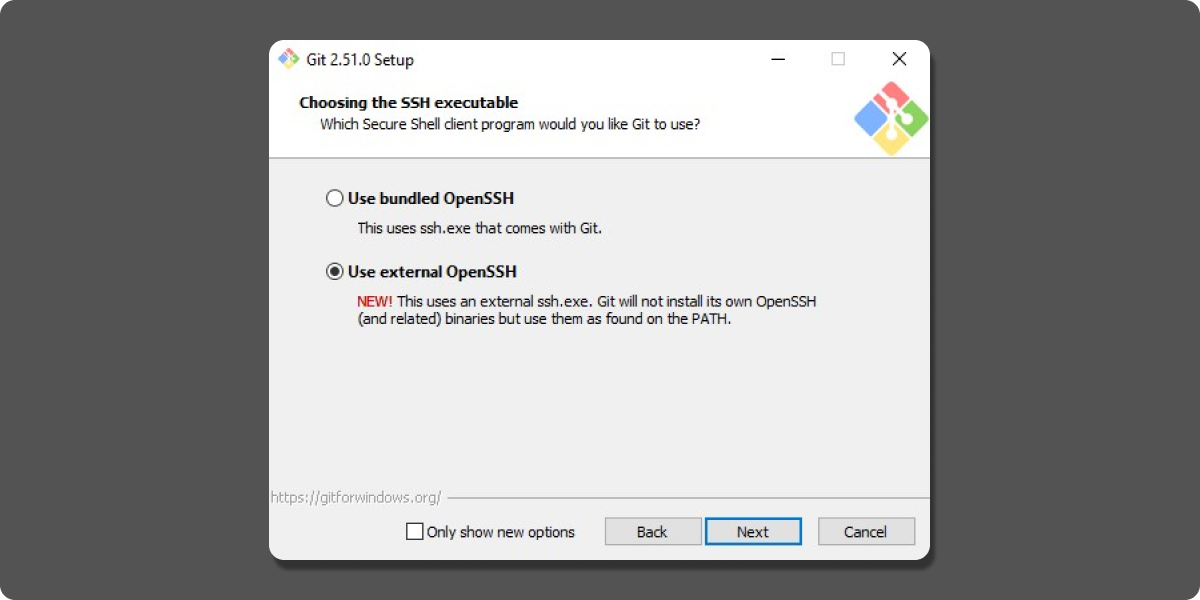 Git 2.51.0 Setup
Choosing the SSH executable
Which Secure Shell client program would you like Git to use?
Use bundled OpenSSH
This uses ssh.exe that comes with Git.
Use external OpenSSH
NEW! This uses an external ssh.exe. Git will not install its own OpenSSH
(and related) binaries but use them as found on the PATH.
https://gitforwindows.org/
Only show new options
Back
Next
Cancel